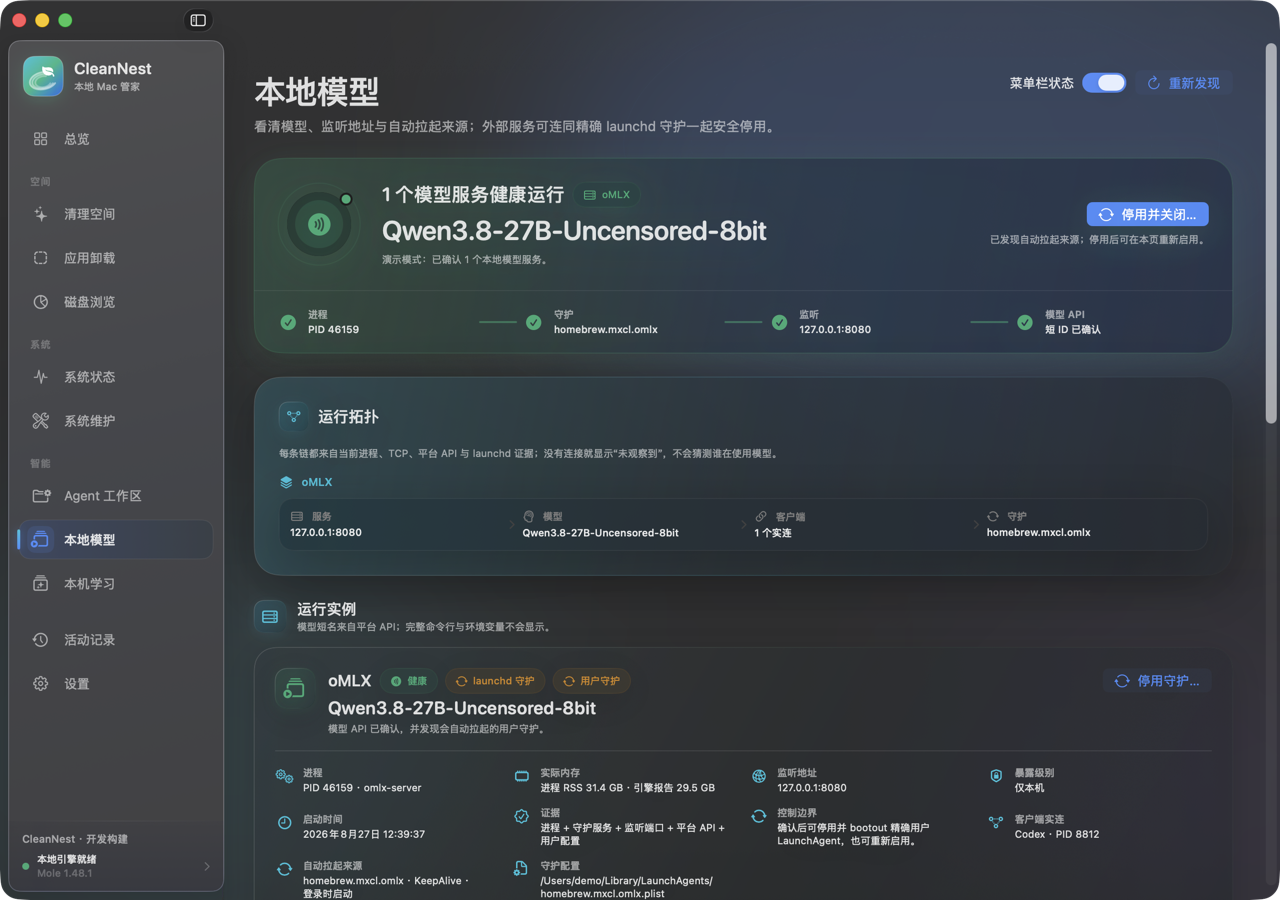 CleanNest
本地 Mac 管家
总览
空间
清理空间
应用卸载
磁盘浏览
系统
系统状态
系统维护
智能
Agent 工作区
本地模型
本机学习
活动记录
设置
CleanNest · 开发构建
本地引擎就绪
Mole 1.48.1
本地模型
看清模型、监听地址与自动拉起来源；外部服务可连同精确 launchd 守护一起安全停用。
菜单栏状态
重新发现
1 个模型服务健康运行
oMLX
Qwen3.8-27B-Uncensored-8bit
演示模式：已确认 1 个本地模型服务。
停用并关闭...
已发现自动拉起来源；停用后可在本页重新启用。
进程
PID 46159
守护
homebrew.mxcl.omlx
监听
127.0.0.1:8080
模型 API
短 ID 已确认
运行拓扑
每条链都来自当前进程、TCP、平台 API 与 launchd 证据；没有连接就显示“未观察到”，不会猜测谁在使用模型。
oMLX
服务
127.0.0.1:8080
模型
Qwen3.8-27B-Uncensored-8bit
客户端
1 个实连
守护
homebrew.mxcl.omlx
运行实例
模型短名来自平台 API；完整命令行与环境变量不会显示。
oMLX
健康
launchd 守护
用户守护
停用守护...
Qwen3.8-27B-Uncensored-8bit
模型 API 已确认，并发现会自动拉起的用户守护。
进程
PID 46159 · omlx-server
实际内存
进程 RSS 31.4 GB · 引擎报告 29.5 GB
监听地址
127.0.0.1:8080
暴露级别
仅本机
启动时间
2026年8月27日 12:39:37
证据
进程 + 守护服务 + 监听端口 + 平台 API +
用户配置
控制边界
确认后可停用并 bootout 精确用户
LaunchAgent，也可重新启用。
客户端实连
Codex · PID 8812
自动拉起来源
homebrew.mxcl.omlx · KeepAlive ·
登录时启动
守护配置
/Users/demo/Library/LaunchAgents/
homebrew.mxcl.omlx.plist